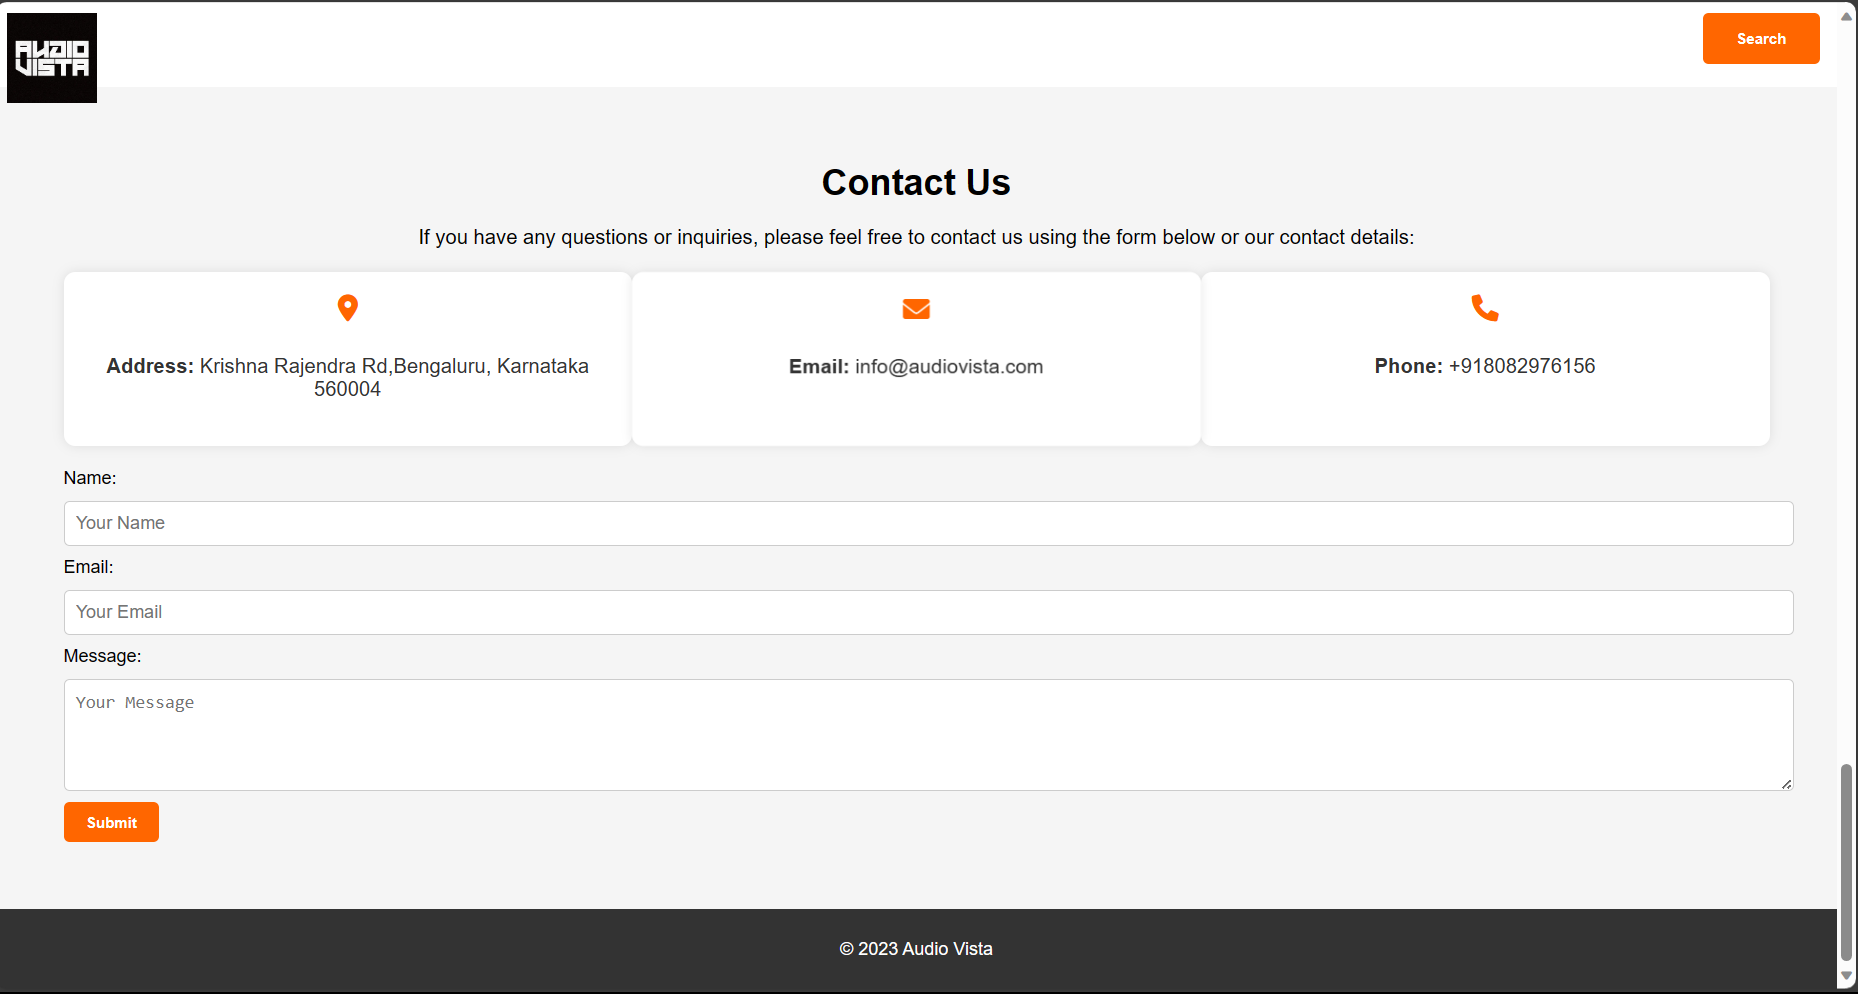 AUDIO
VISTA
Search
Contact Us
If you have any questions or inquiries, please feel free to contact us using the form below or our contact details:
Address: Krishna Rajendra Rd,Bengaluru, Karnataka
560004
Email: info@audiovista.com
Phone: +918082976156
Name:
Your Name
Email:
Your Email
Message:
Your Message
Submit
© 2023 Audio Vista